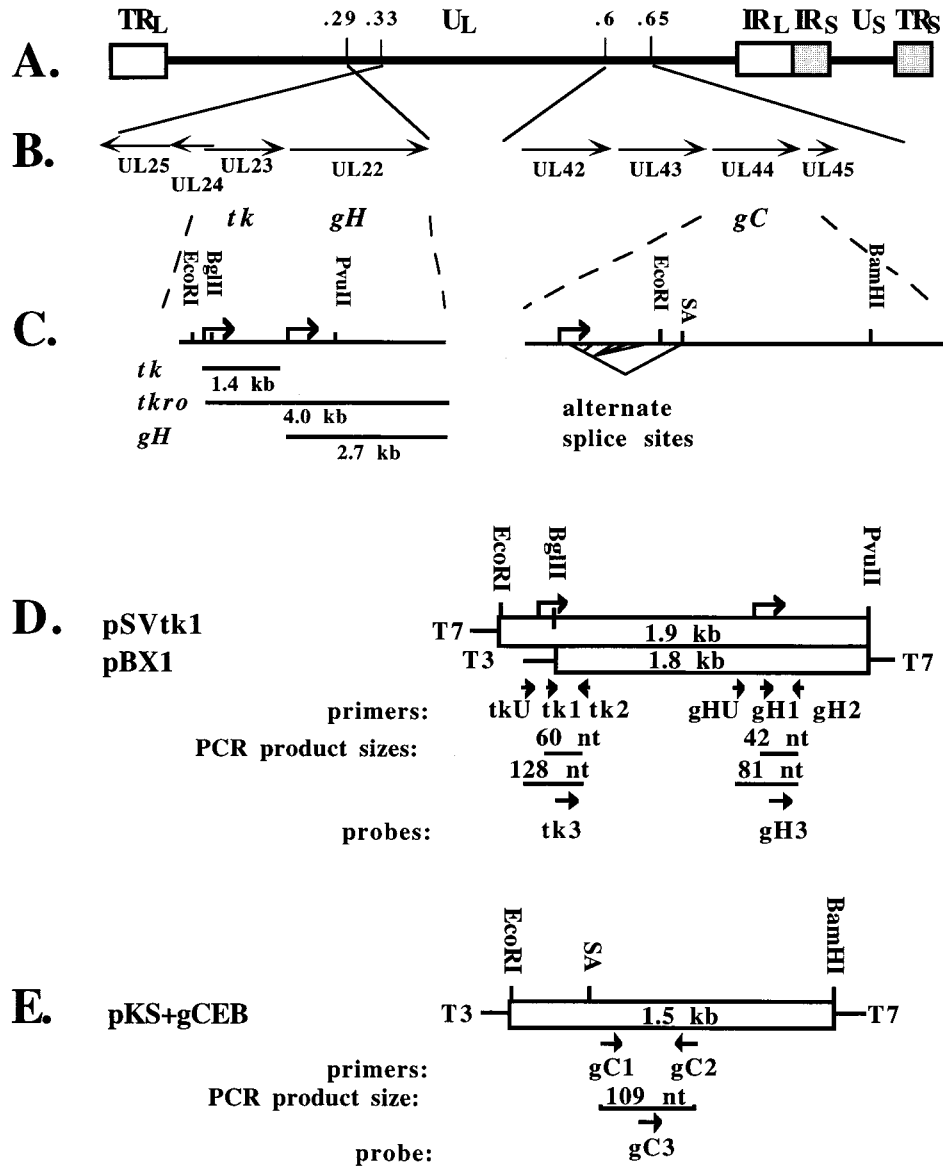 A.
TRL .29 .33 UL .6 .65 IRL IRS US TRS
B.
UL25 UL24 UL23 UL22 UL42 UL43 UL44 UL45
tk gH gC
C.
EcoRI BglII PvuII EcoRI SA BamHI
tk
1.4 kb
tkro
4.0 kb
gH
2.7 kb
alternate
splice sites
EcoRI BglII PvuII
D. pSVtk1 T7 1.9 kb
pBX1 T3 1.8 kb T7
primers: tkU tk1 tk2 gHU gH1 gH2
PCR product sizes: 60 nt 42 nt
128 nt 81 nt
probes: tk3 gH3
EcoRI SA BamHI
E. pKS+gCEB T3 1.5 kb T7
primers: gC1 gC2
PCR product size: 109 nt
probe: gC3